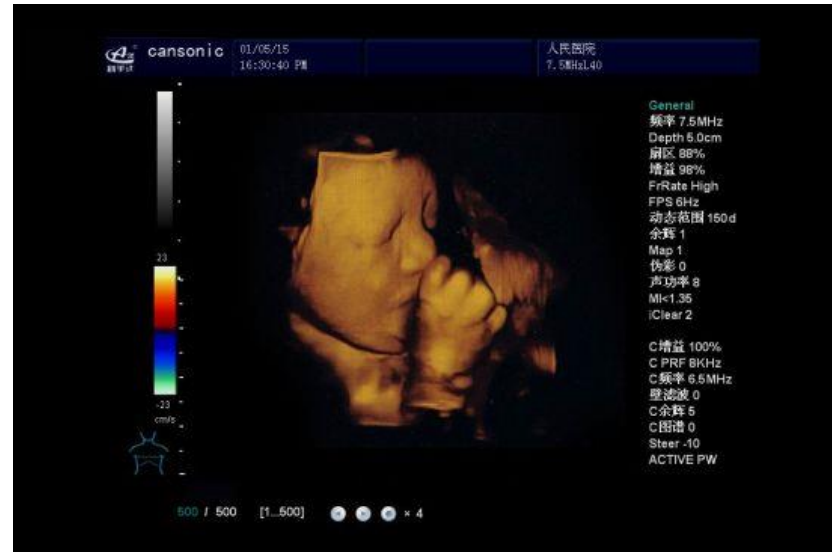 cansonic
01/05/15
16:30:40 PM
人民医院
7.5MHzL40
General
频率 7.5MHz
Depth 5.0cm
扇区 88%
增益 98%
FrRate High
FPS 6Hz
动态范围 150d
余辉 1
Map 1
伪彩 0
声功率 8
MI<1.35
iClear 2
23
-23
cm/s
C增益 100%
C PRF 8KHz
C频率 6.5MHz
壁滤波 0
C余辉 5
C图谱 0
Steer -10
ACTIVE PW
500 / 500 [1...500] × 4